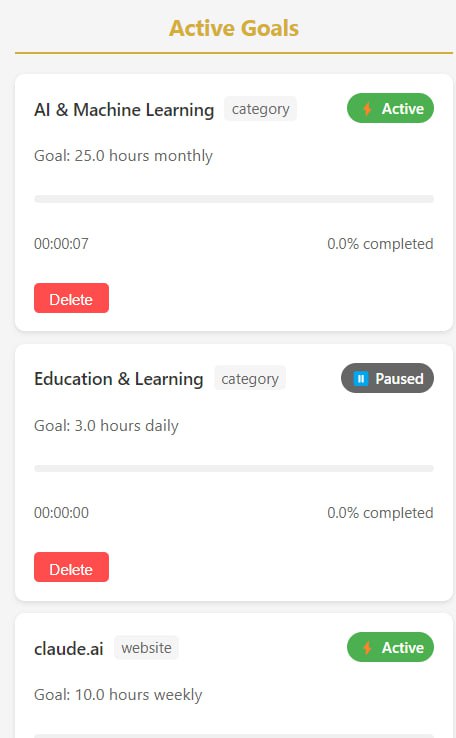 Active Goals
AI & Machine Learning category ⚡ Active
Goal: 25.0 hours monthly
00:00:07 0.0% completed
Delete
Education & Learning category ⏸ Paused
Goal: 3.0 hours daily
00:00:00 0.0% completed
Delete
claude.ai website ⚡ Active
Goal: 10.0 hours weekly